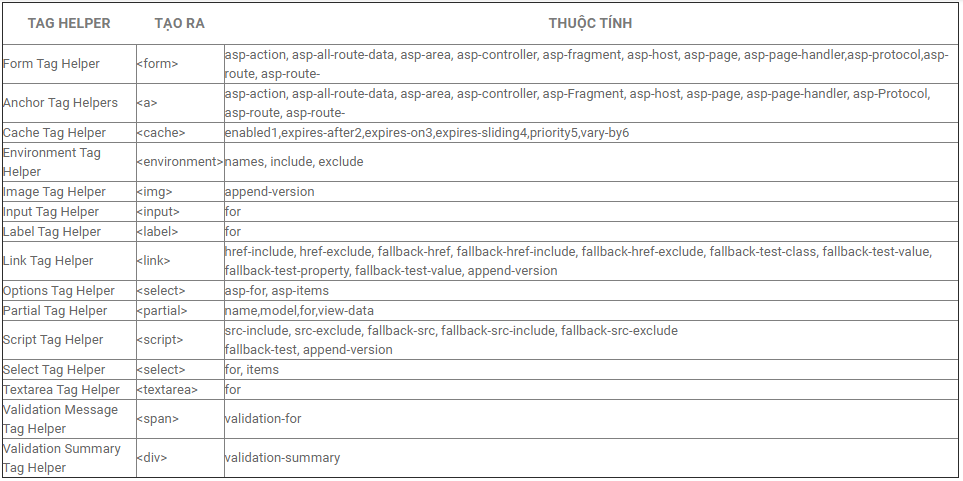 TAG HELPER TẠO RA THUỘC TÍNH
Form Tag Helper <form> asp-action, asp-all-route-data, asp-area, asp-controller, asp-fragment, asp-host, asp-page, asp-page-handler,asp-protocol,asp-
route, asp-route-
Anchor Tag Helpers <a> asp-action, asp-all-route-data, asp-area, asp-controller, asp-Fragment, asp-host, asp-page, asp-page-handler, asp-Protocol,
asp-route, asp-route-
Cache Tag Helper <cache> enabled1,expires-after2,expires-on3,expires-sliding4,priority5,vary-by6
Environment Tag
Helper <environment> names, include, exclude
Image Tag Helper <img> append-version
Input Tag Helper <input> for
Label Tag Helper <label> for
Link Tag Helper <link> href-include, href-exclude, fallback-href, fallback-href-include, fallback-href-exclude, fallback-test-class, fallback-test-value,
fallback-test-property, fallback-test-value, append-version
Options Tag Helper <select> asp-for, asp-items
Partial Tag Helper <partial> name,model,for,view-data
Script Tag Helper <script> src-include, src-exclude, fallback-src, fallback-src-include, fallback-src-exclude
fallback-test, append-version
Select Tag Helper <select> for, items
Textarea Tag Helper <textarea> for
Validation Message
Tag Helper <span> validation-for
Validation Summary
Tag Helper <div> validation-summary